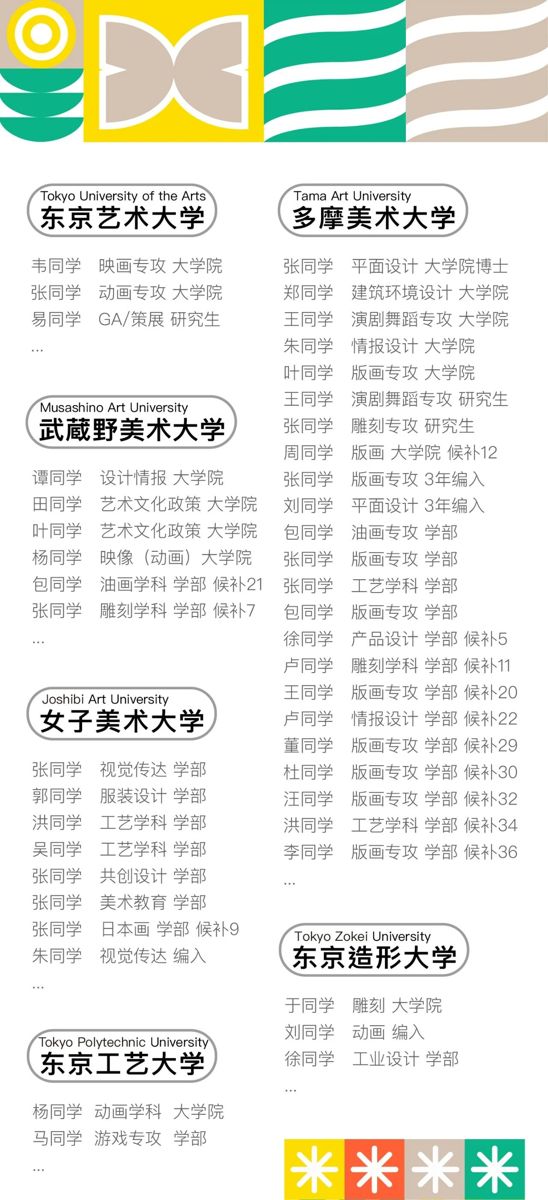 Tokyo University of the Arts
东京艺术大学
韦同学 映画专攻 大学院
张同学 动画专攻 大学院
易同学 GA/策展 研究生
...
Musashino Art University
武蔵野美术大学
谭同学 设计情报 大学院
田同学 艺术文化政策 大学院
叶同学 艺术文化政策 大学院
杨同学 映像（动画）大学院
包同学 油画学科 学部 候补21
张同学 雕刻学科 学部 候补7
...
Joshibi Art University
女子美术大学
张同学 视觉传达 学部
郭同学 服装设计 学部
洪同学 工艺学科 学部
吴同学 工艺学科 学部
张同学 共创设计 学部
张同学 美术教育 学部
张同学 日本画 学部 候补9
朱同学 视觉传达 编入
...
Tokyo Polytechnic University
东京工艺大学
杨同学 动画学科 大学院
马同学 游戏专攻 学部
...
Tama Art University
多摩美术大学
张同学 平面设计 大学院博士
郑同学 建筑环境设计 大学院
王同学 演剧舞蹈专攻 大学院
朱同学 情报设计 大学院
叶同学 版画专攻 大学院
王同学 演剧舞蹈专攻 研究生
张同学 雕刻专攻 研究生
周同学 版画 大学院 候补12
张同学 版画专攻 3年编入
刘同学 平面设计 3年编入
包同学 油画专攻 学部
张同学 版画专攻 学部
张同学 工艺学科 学部
包同学 版画专攻 学部
徐同学 产品设计 学部 候补5
卢同学 雕刻学科 学部 候补11
王同学 版画专攻 学部 候补20
卢同学 情报设计 学部 候补22
董同学 版画专攻 学部 候补29
杜同学 版画专攻 学部 候补30
汪同学 版画专攻 学部 候补32
洪同学 工艺学科 学部 候补34
李同学 版画专攻 学部 候补36
...
Tokyo Zokei University
东京造形大学
于同学 雕刻 大学院
刘同学 动画 编入
徐同学 工业设计 学部
...